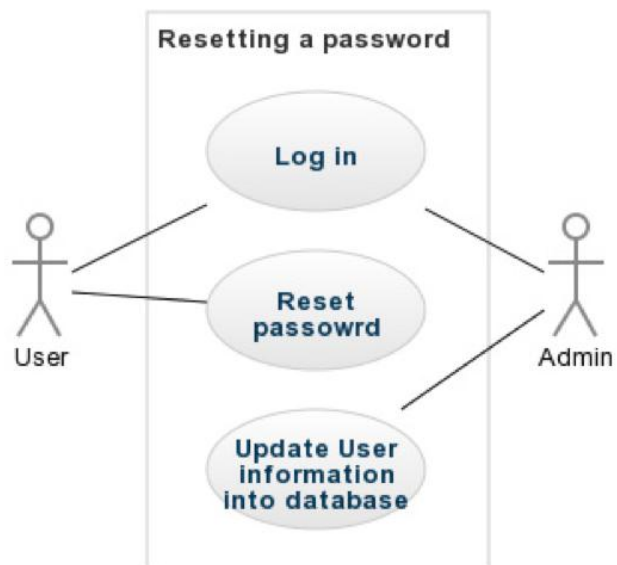 Resetting a password
Log in
Reset
passowrd
User
Admin
Update User
information
into database